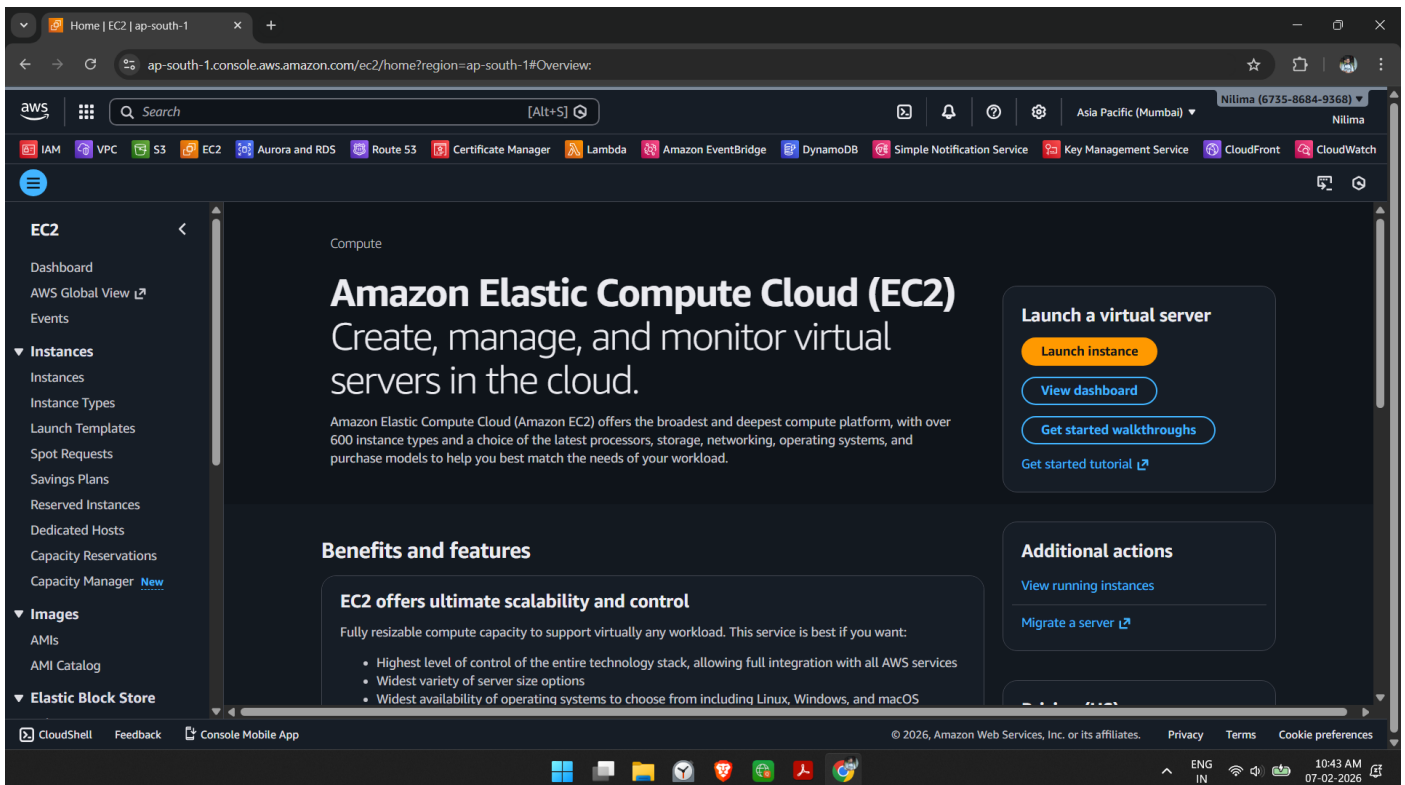 Home | EC2 | ap-south-1
ap-south-1.console.aws.amazon.com/ec2/home?region=ap-south-1#Overview:
aws
Search
[Alt+S]
Asia Pacific (Mumbai)
Nilima (6735-8684-9368)
Nilima
IAM VPC S3 EC2 Aurora and RDS Route 53 Certificate Manager Lambda Amazon EventBridge DynamoDB Simple Notification Service Key Management Service CloudFront CloudWatch
EC2
Dashboard
AWS Global View
Events
Instances
Instances
Instance Types
Launch Templates
Spot Requests
Savings Plans
Reserved Instances
Dedicated Hosts
Capacity Reservations
Capacity Manager New
Images
AMIs
AMI Catalog
Elastic Block Store
Compute
Amazon Elastic Compute Cloud (EC2)
Create, manage, and monitor virtual
servers in the cloud.
Amazon Elastic Compute Cloud (Amazon EC2) offers the broadest and deepest compute platform, with over
600 instance types and a choice of the latest processors, storage, networking, operating systems, and
purchase models to help you best match the needs of your workload.
Benefits and features
EC2 offers ultimate scalability and control
Fully resizable compute capacity to support virtually any workload. This service is best if you want:
• Highest level of control of the entire technology stack, allowing full integration with all AWS services
• Widest variety of server size options
• Widest availability of operating systems to choose from including Linux, Windows, and macOS
Launch a virtual server
Launch instance
View dashboard
Get started walkthroughs
Get started tutorial
Additional actions
View running instances
Migrate a server
CloudShell Feedback Console Mobile App
© 2026, Amazon Web Services, Inc. or its affiliates. Privacy Terms Cookie preferences
ENG
IN
10:43 AM
07-02-2026